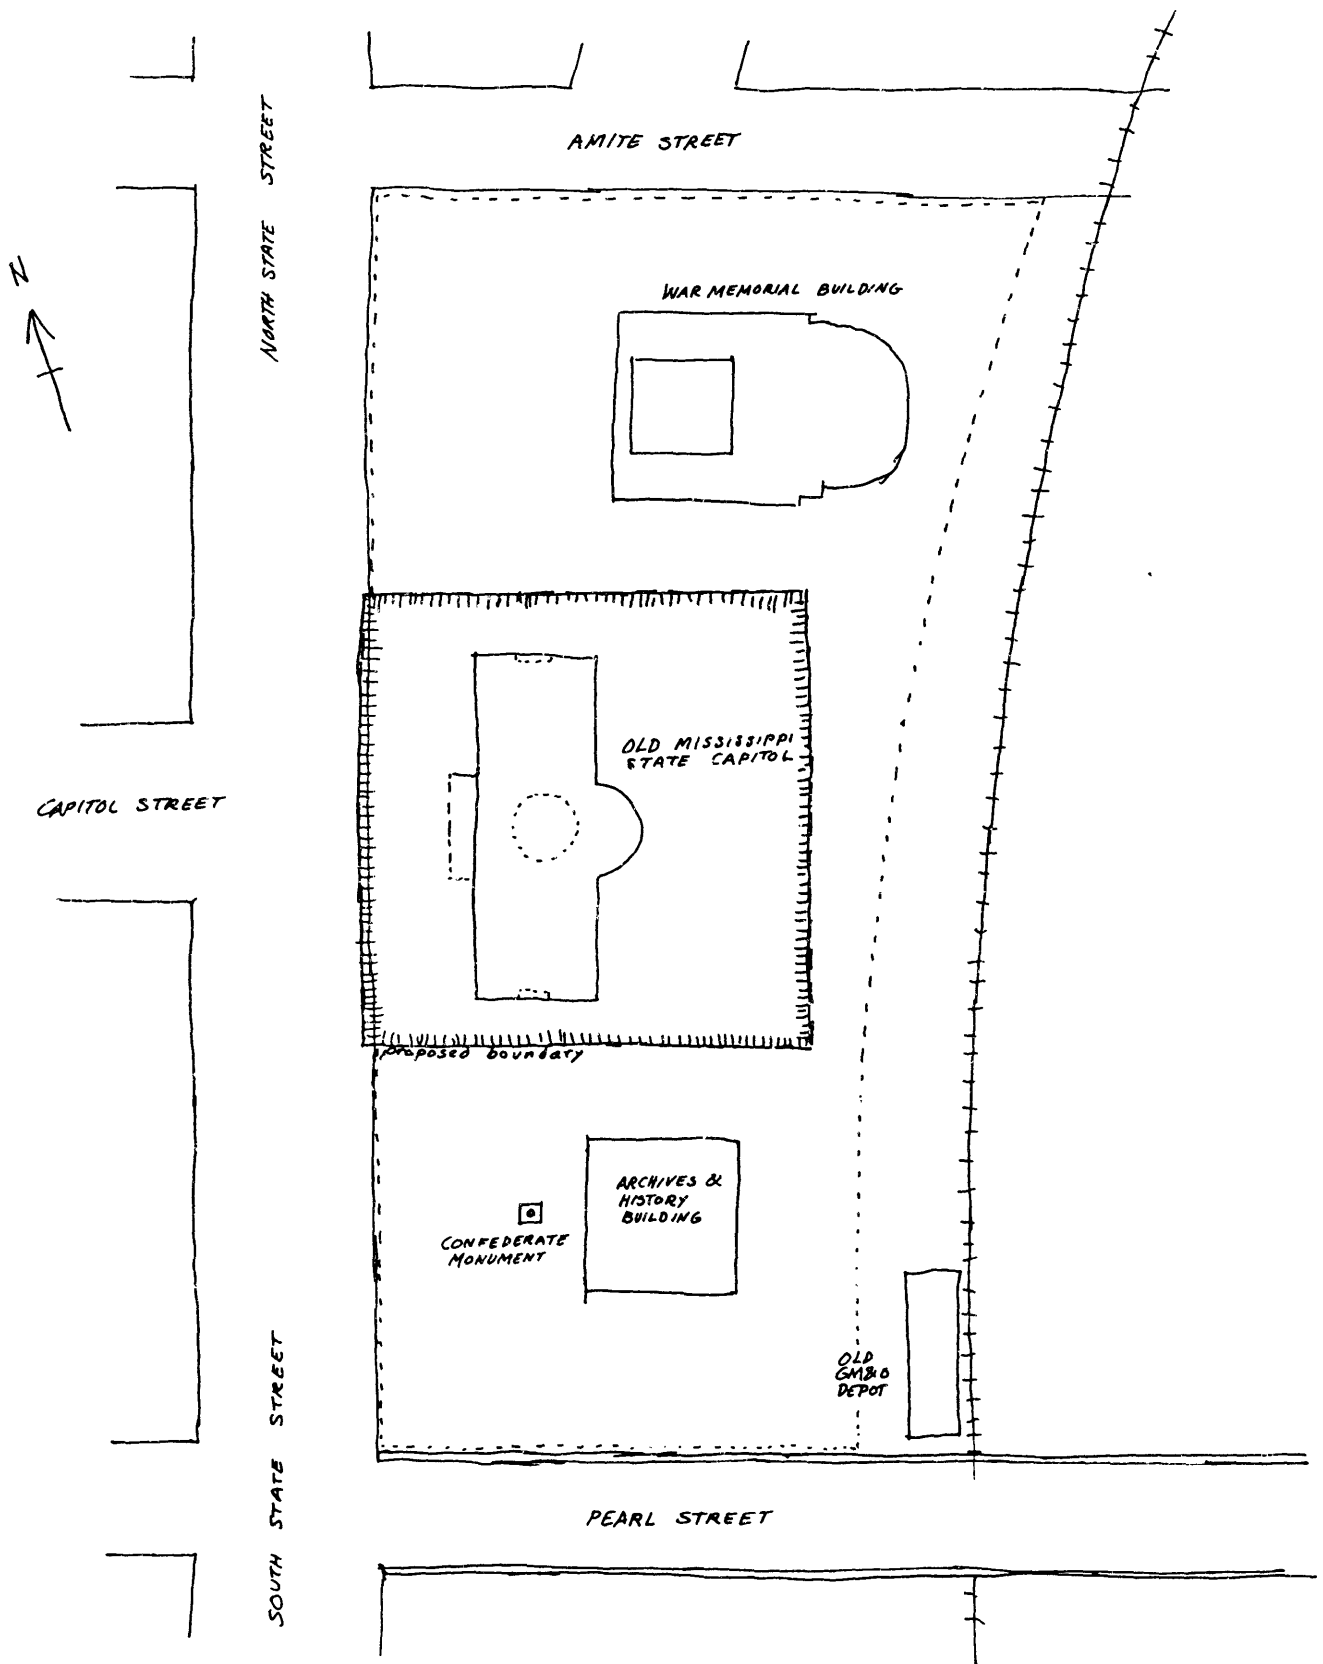 AMITE STREET
NORTH STATE STREET
N
WAR MEMORIAL BUILDING
OLD MISSISSIPPI
STATE CAPITOL
CAPITOL STREET
proposed boundary
ARCHIVES &
HISTORY
BUILDING
CONFEDERATE
MONUMENT
OLD
GM&O
DEPOT
SOUTH STATE STREET
PEARL STREET